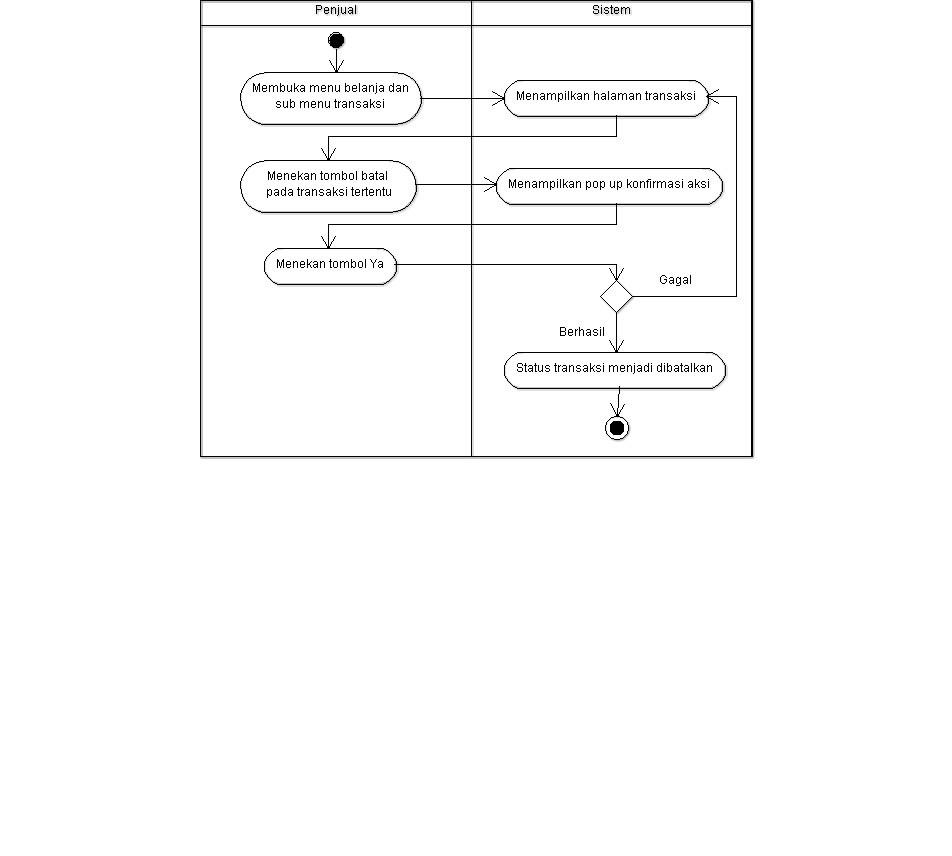 Penjual
Sistem
Membuka menu belanja dan
sub menu transaksi
Menampilkan halaman transaksi
Menekan tombol batal
pada transaksi tertentu
Menampilkan pop up konfirmasi aksi
Menekan tombol Ya
Gagal
Berhasil
Status transaksi menjadi dibatalkan